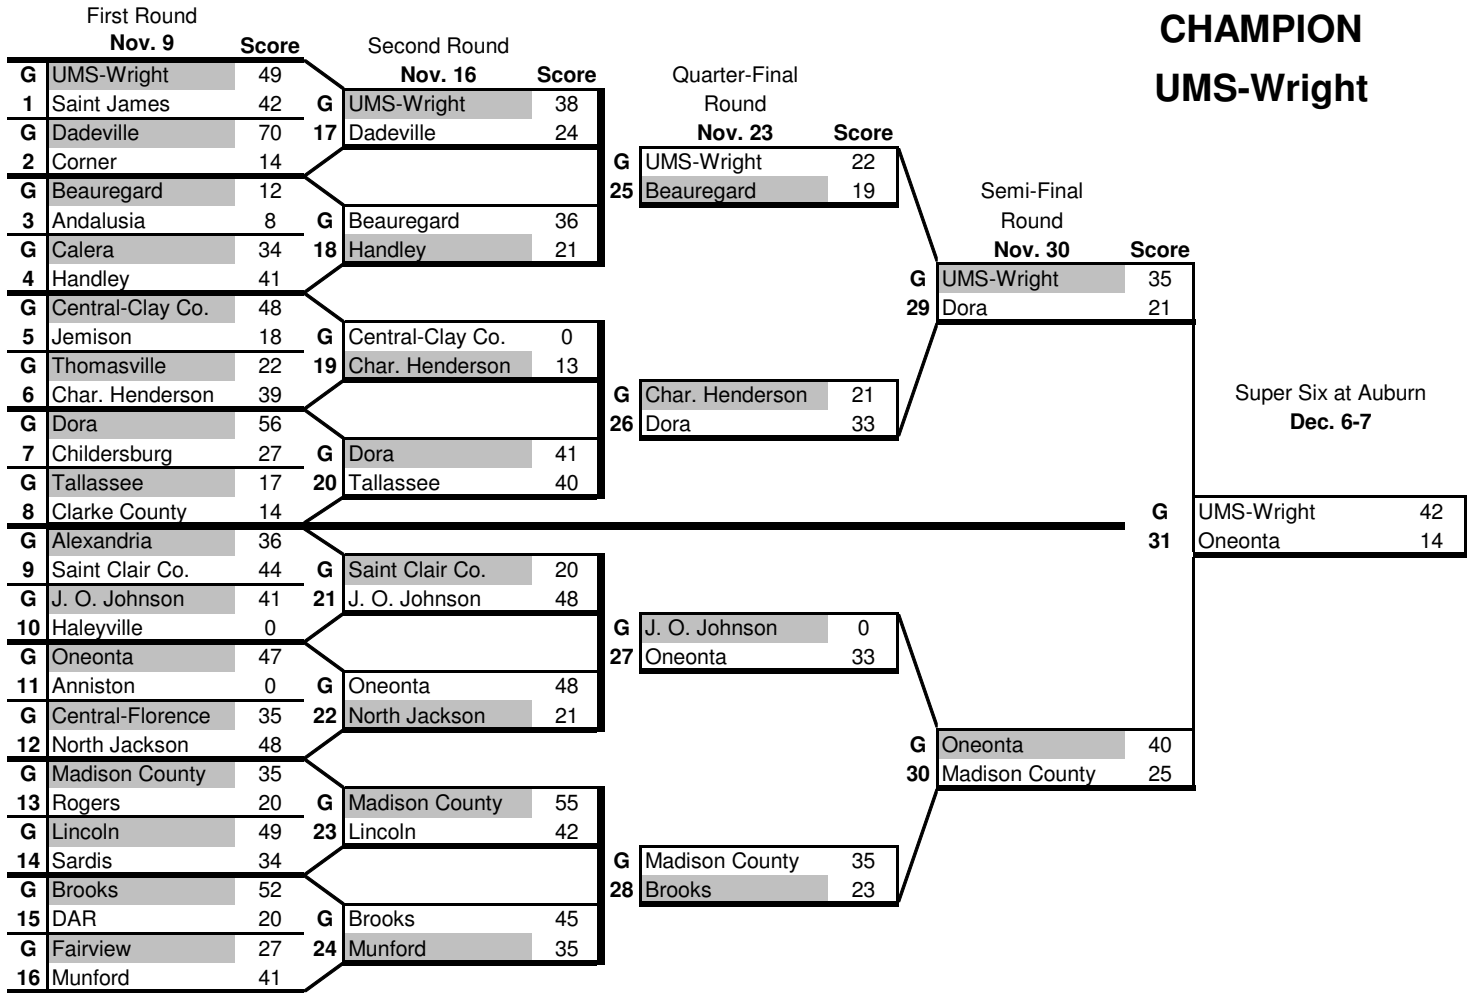 First Round
Nov. 9 Score
G UMS-Wright 49
1 Saint James 42
G Dadeville 70
2 Corner 14
G Beauregard 12
3 Andalusia 8
G Calera 34
4 Handley 41
G Central-Clay Co. 48
5 Jemison 18
G Thomasville 22
6 Char. Henderson 39
G Dora 56
7 Childersburg 27
G Tallassee 17
8 Clarke County 14
G Alexandria 36
9 Saint Clair Co. 44
G J. O. Johnson 41
10 Haleyville 0
G Oneonta 47
11 Anniston 0
G Central-Florence 35
12 North Jackson 48
G Madison County 35
13 Rogers 20
G Lincoln 49
14 Sardis 34
G Brooks 52
15 DAR 20
G Fairview 27
16 Munford 41
Second Round
Nov. 16 Score
G UMS-Wright 38
17 Dadeville 24
G Beauregard 36
18 Handley 21
G Central-Clay Co. 0
19 Char. Henderson 13
G Dora 41
20 Tallassee 40
G Saint Clair Co. 20
21 J. O. Johnson 48
G Oneonta 48
22 North Jackson 21
G Madison County 55
23 Lincoln 42
G Brooks 45
24 Munford 35
Quarter-Final
Round
Nov. 23 Score
G UMS-Wright 22
25 Beauregard 19
G Char. Henderson 21
26 Dora 33
G J. O. Johnson 0
27 Oneonta 33
G Madison County 35
28 Brooks 23
Semi-Final
Round
Nov. 30 Score
G UMS-Wright 35
29 Dora 21
G Oneonta 40
30 Madison County 25
CHAMPION
UMS-Wright
Super Six at Auburn
Dec. 6-7
G UMS-Wright 42
31 Oneonta 14